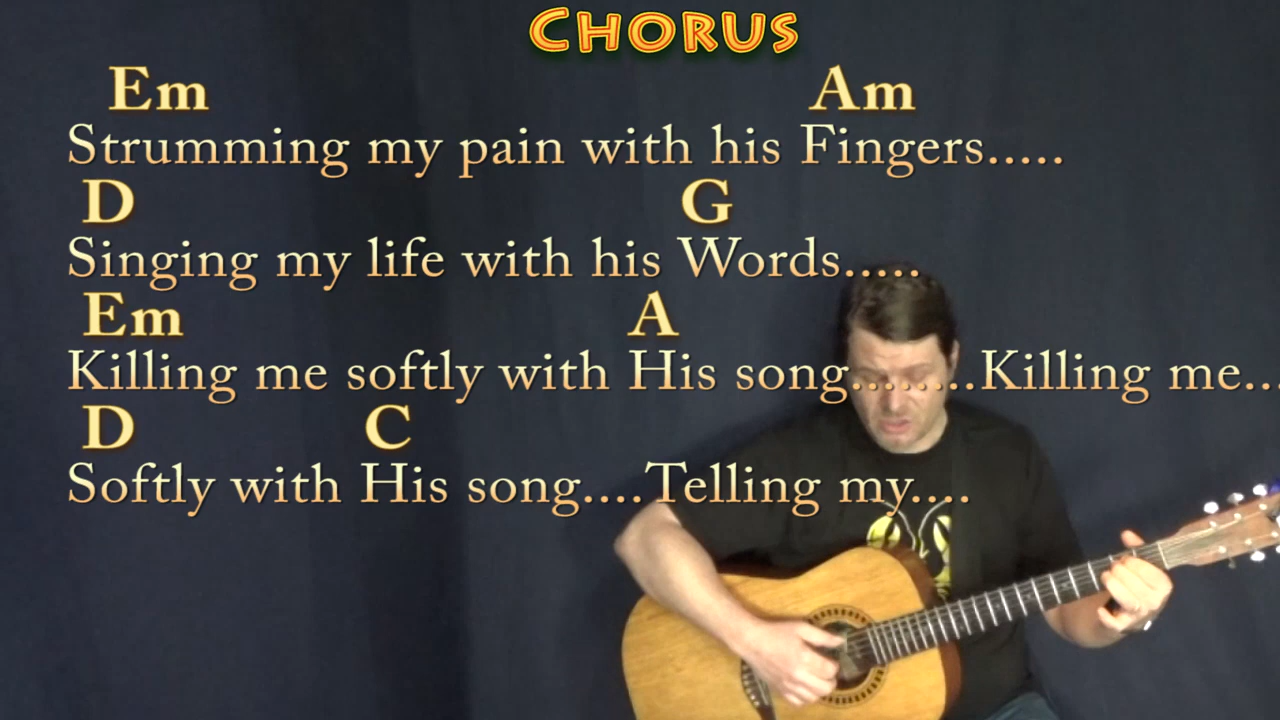 CHORUS
Em Am
Strumming my pain with his Fingers.....
D G
Singing my life with his Words.....
Em A
Killing me softly with His song........Killing me...
D C
Softly with His song....Telling my....